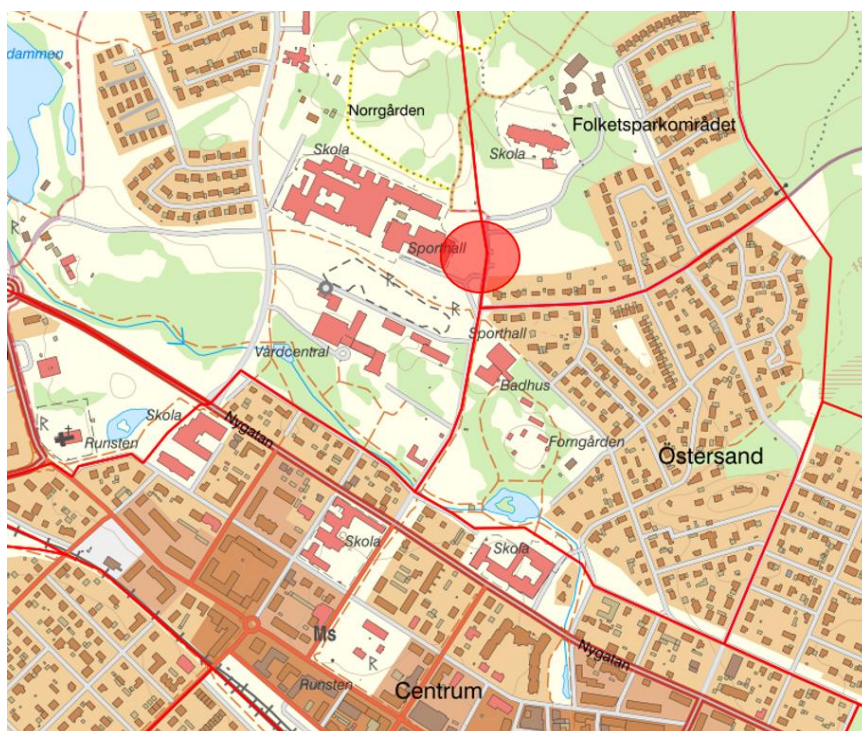 dammen
Norrgården
Folketsparkområdet
Skola
Skola
Sporthall
R
R
R
Sporthall
Vårdcentral
Badhus
Skola
Nygatan
Forngården
R
Runsten
Östersand
Skola
Skola
Ms
Nygatan
R
Runsten
Centrum